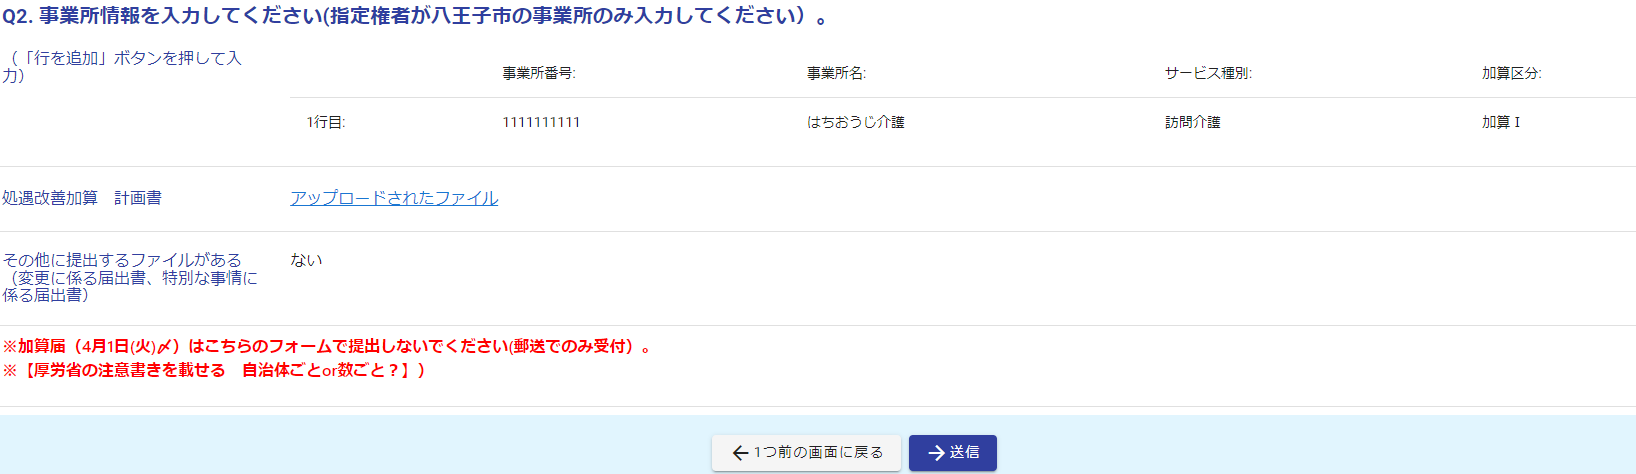 Q2. 事業所情報を入力してください(指定権者が八王子市の事業所のみ入力してください）。
（「行を追加」ボタンを押して入
力）
事業所番号: 事業所名: サービス種別: 加算区分:
1行目: 1111111111 はちおうじ介護 訪問介護 加算Ⅰ
処遇改善加算　計画書 アップロードされたファイル
その他に提出するファイルがある ない
（変更に係る届出書、特別な事情に
係る届出書）
※加算届（4月1日(火)〆）はこちらのフォームで提出しないでください(郵送でのみ受付）。
※【厚労省の注意書きを載せる　自治体ごとor数ごと？】）
←1つ前の画面に戻る →送信